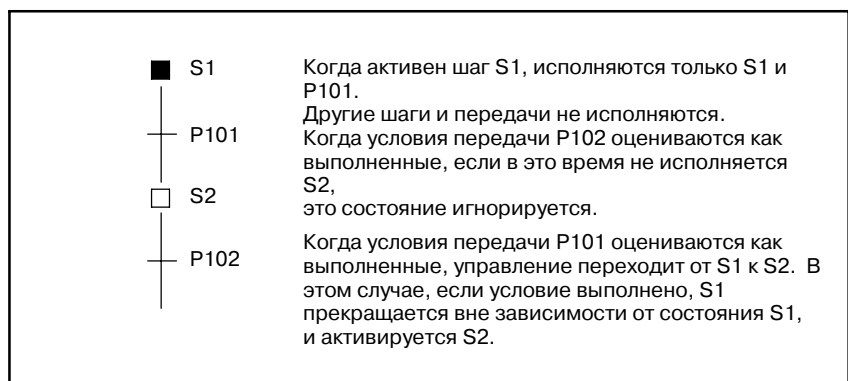 S1
Когда активен шаг S1, исполняются только S1 и
P101.
Другие шаги и передачи не исполняются.
P101
Когда условия передачи P102 оцениваются как
выполненные, если в это время не исполняется
S2
S2,
это состояние игнорируется.
P102
Когда условия передачи P101 оцениваются как
выполненные, управление переходит от S1 к S2. В
этом случае, если условие выполнено, S1
прекращается вне зависимости от состояния S1,
и активируется S2.